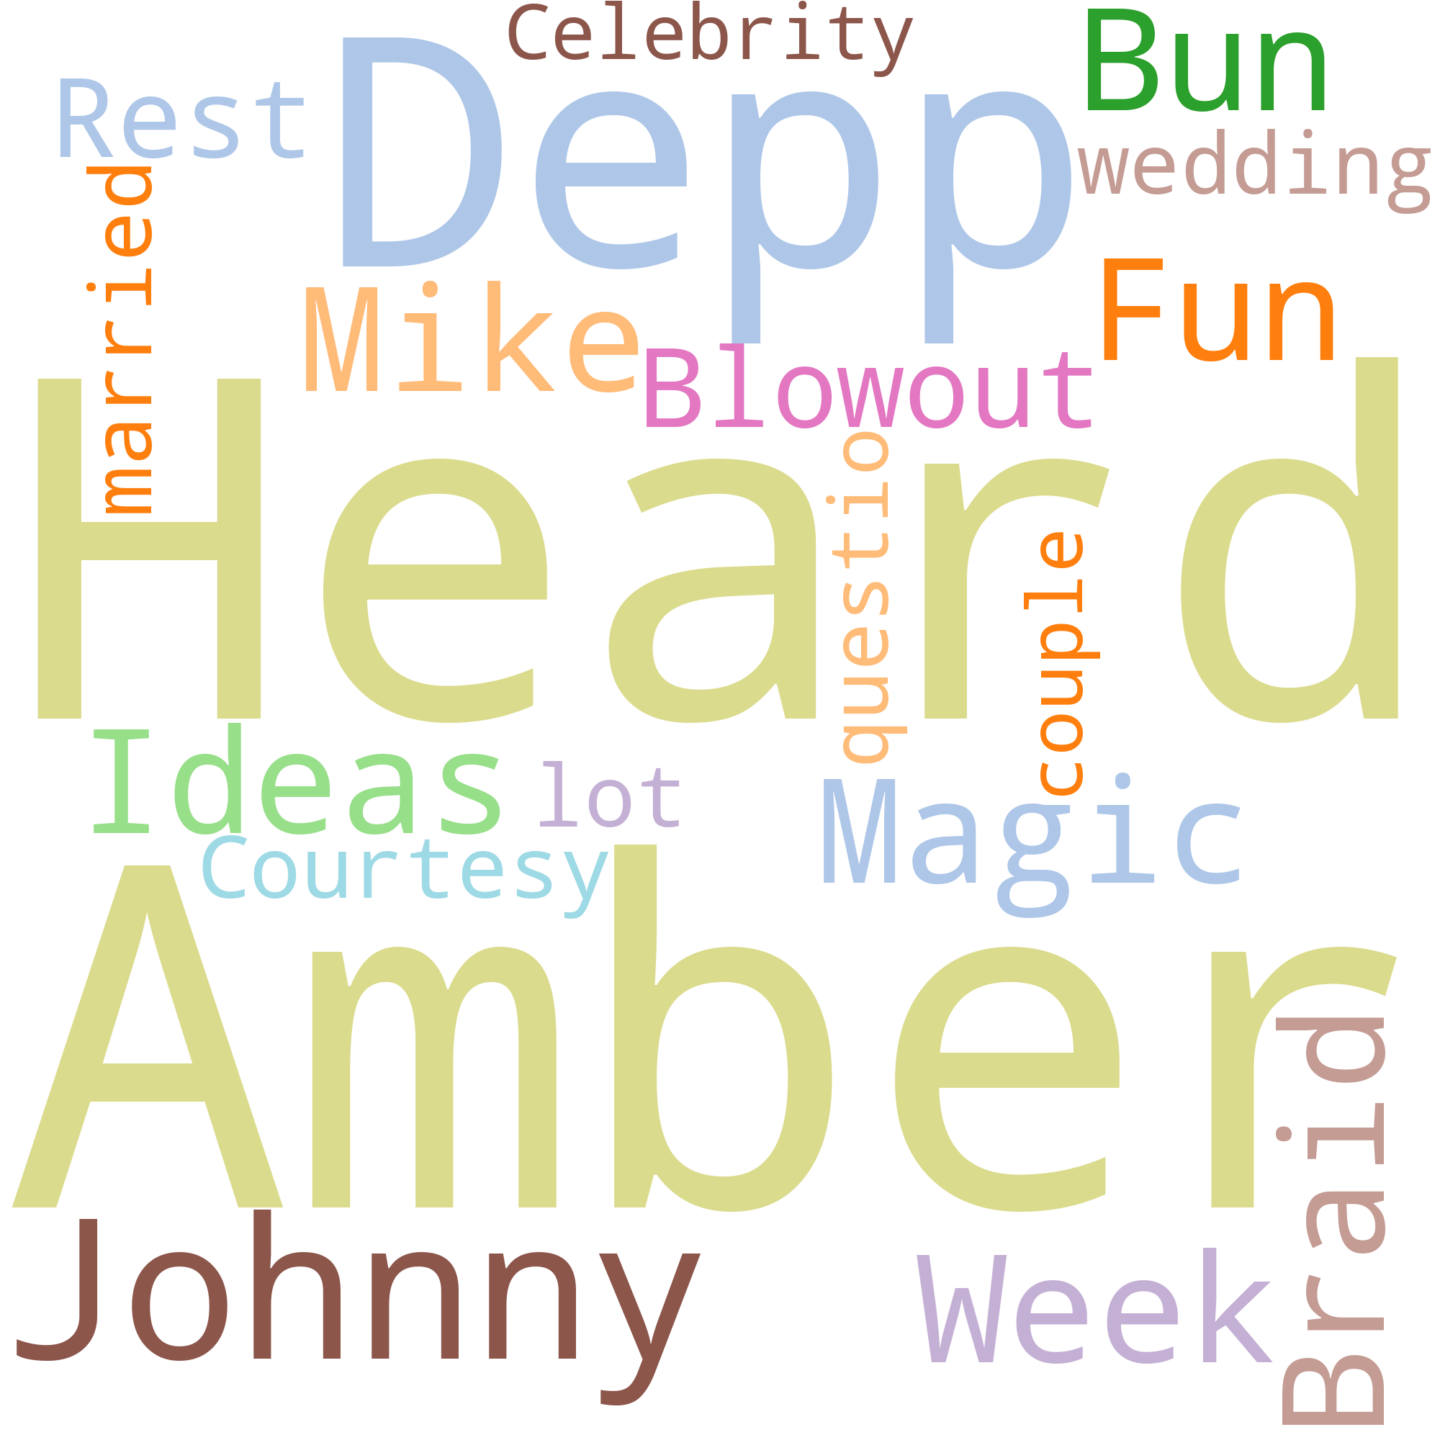 Celebrity
Bun
Rest
Depp
wedding
married
Mike
Fun
Blowout
Heard
questio
couple
Ideas
lot
Magic
Courtesy
Amber
Braid
Johnny
Week